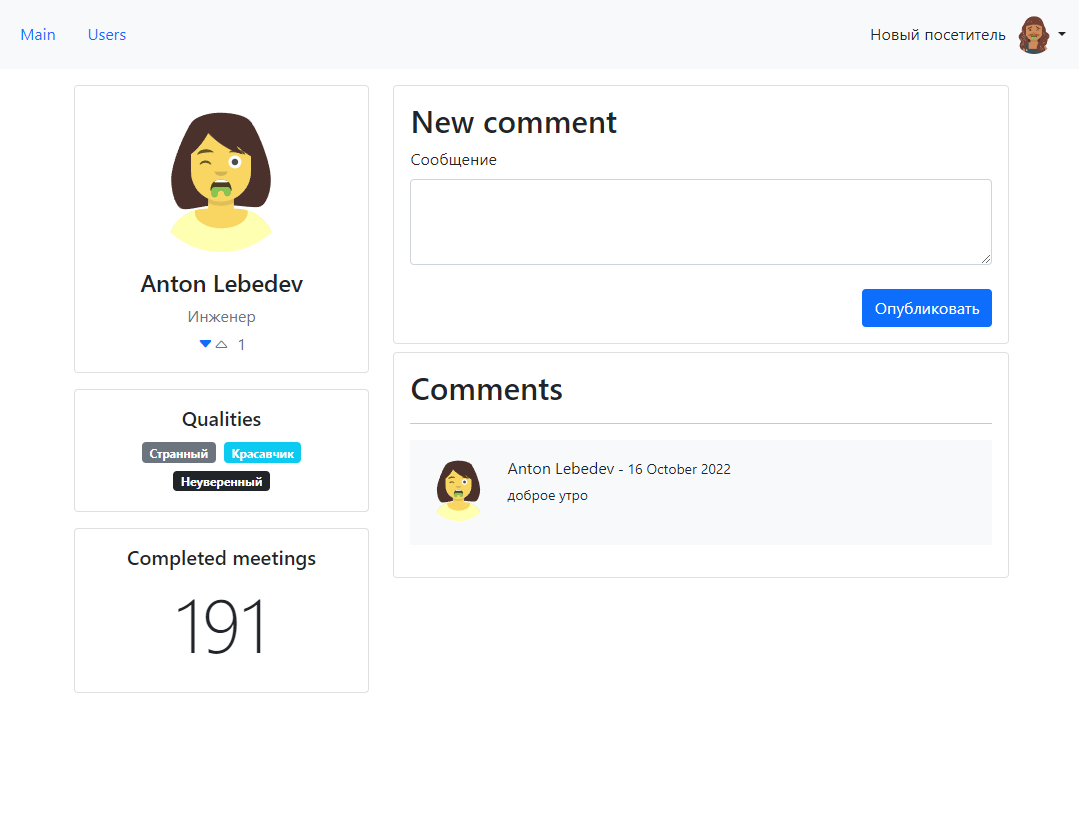 Main Users Новый посетитель
Anton Lebedev
Инженер
1
Qualities
Странный Красавчик
Неуверенный
Completed meetings
191
New comment
Сообщение
Опубликовать
Comments
Anton Lebedev - 16 October 2022
доброе утро